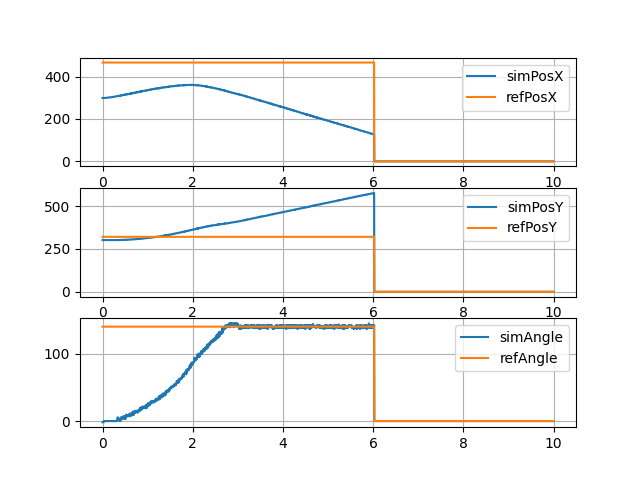 400
200
0
simPosX
refPosX
0 2 4 6 8 10
500
250
0
simPosY
refPosY
0 2 4 6 8 10
100
0
simAngle
refAngle
0 2 4 6 8 10